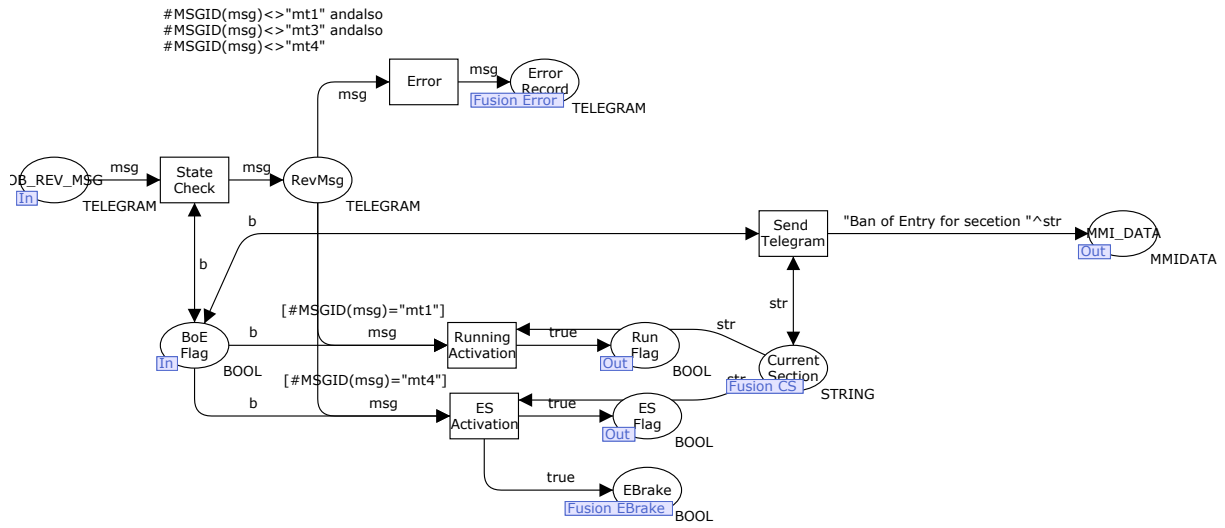 #MSGID(msg)<>"mt1" andalso
#MSGID(msg)<>"mt3" andalso
#MSGID(msg)<>"mt4"
msg
Error
msg
Error
Record
Fusion Error
TELEGRAM
OB_REV_MSG
In
TELEGRAM
msg
State
Check
msg
RevMsg
TELEGRAM
b
b
Send
Telegram
"Ban of Entry for secetion "^str
MMI_DATA
Out
MMIDATA
str
[#MSGID(msg)="mt1"]
BoE
Flag
In
BOOL
b
msg
Running
Activation
true
Run
Flag
Out
BOOL
str
Current
Section
Fusion CS
STRING
[#MSGID(msg)="mt4"]
b
msg
ES
Activation
true
ES
Flag
Out
BOOL
str
true
EBrake
Fusion EBrake
BOOL